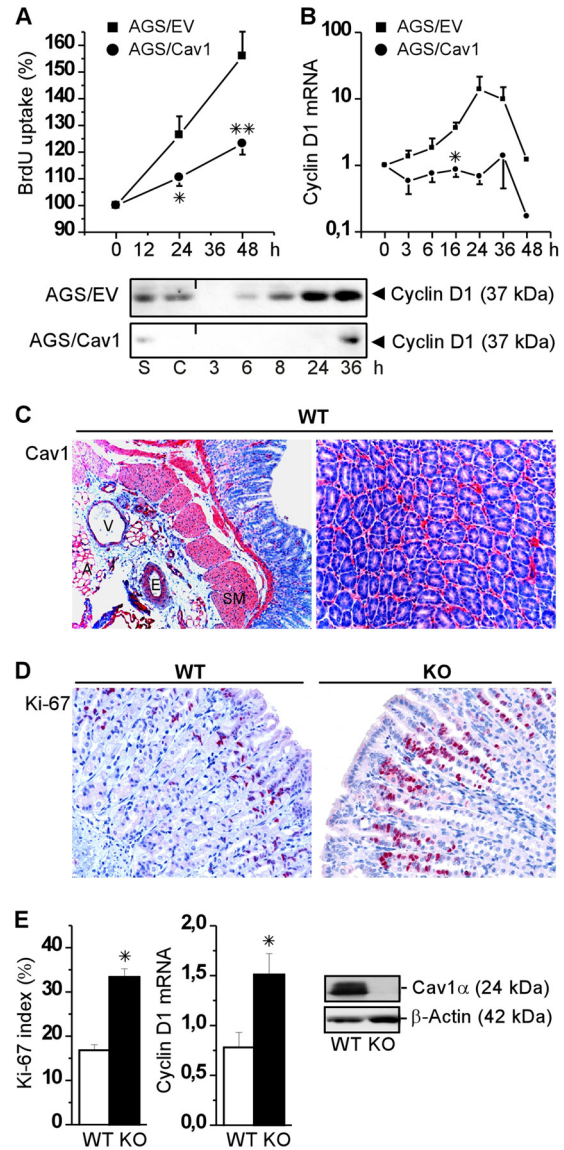 A
AGS/EV
AGS/Cav1
BrdU uptake (%)
160
150
140
130
120
110
100
90
*
**
0 12 24 36 48 h
B
AGS/EV
AGS/Cav1
Cyclin D1 mRNA
100
10
1
0,1
*
0 3 6 16 24 36 48 h
AGS/EV
Cyclin D1 (37 kDa)
AGS/Cav1
Cyclin D1 (37 kDa)
S C 3 6 8 24 36 h
C
WT
Cav1
V
A
E
SM
D
WT
KO
Ki-67
E
Ki-67 index (%)
50
40
30
20
10
0
*
WT KO
Cyclin D1 mRNA
2,0
1,5
1,0
0,5
0,0
*
WT KO
Cav1α (24 kDa)
β-Actin (42 kDa)
WT KO